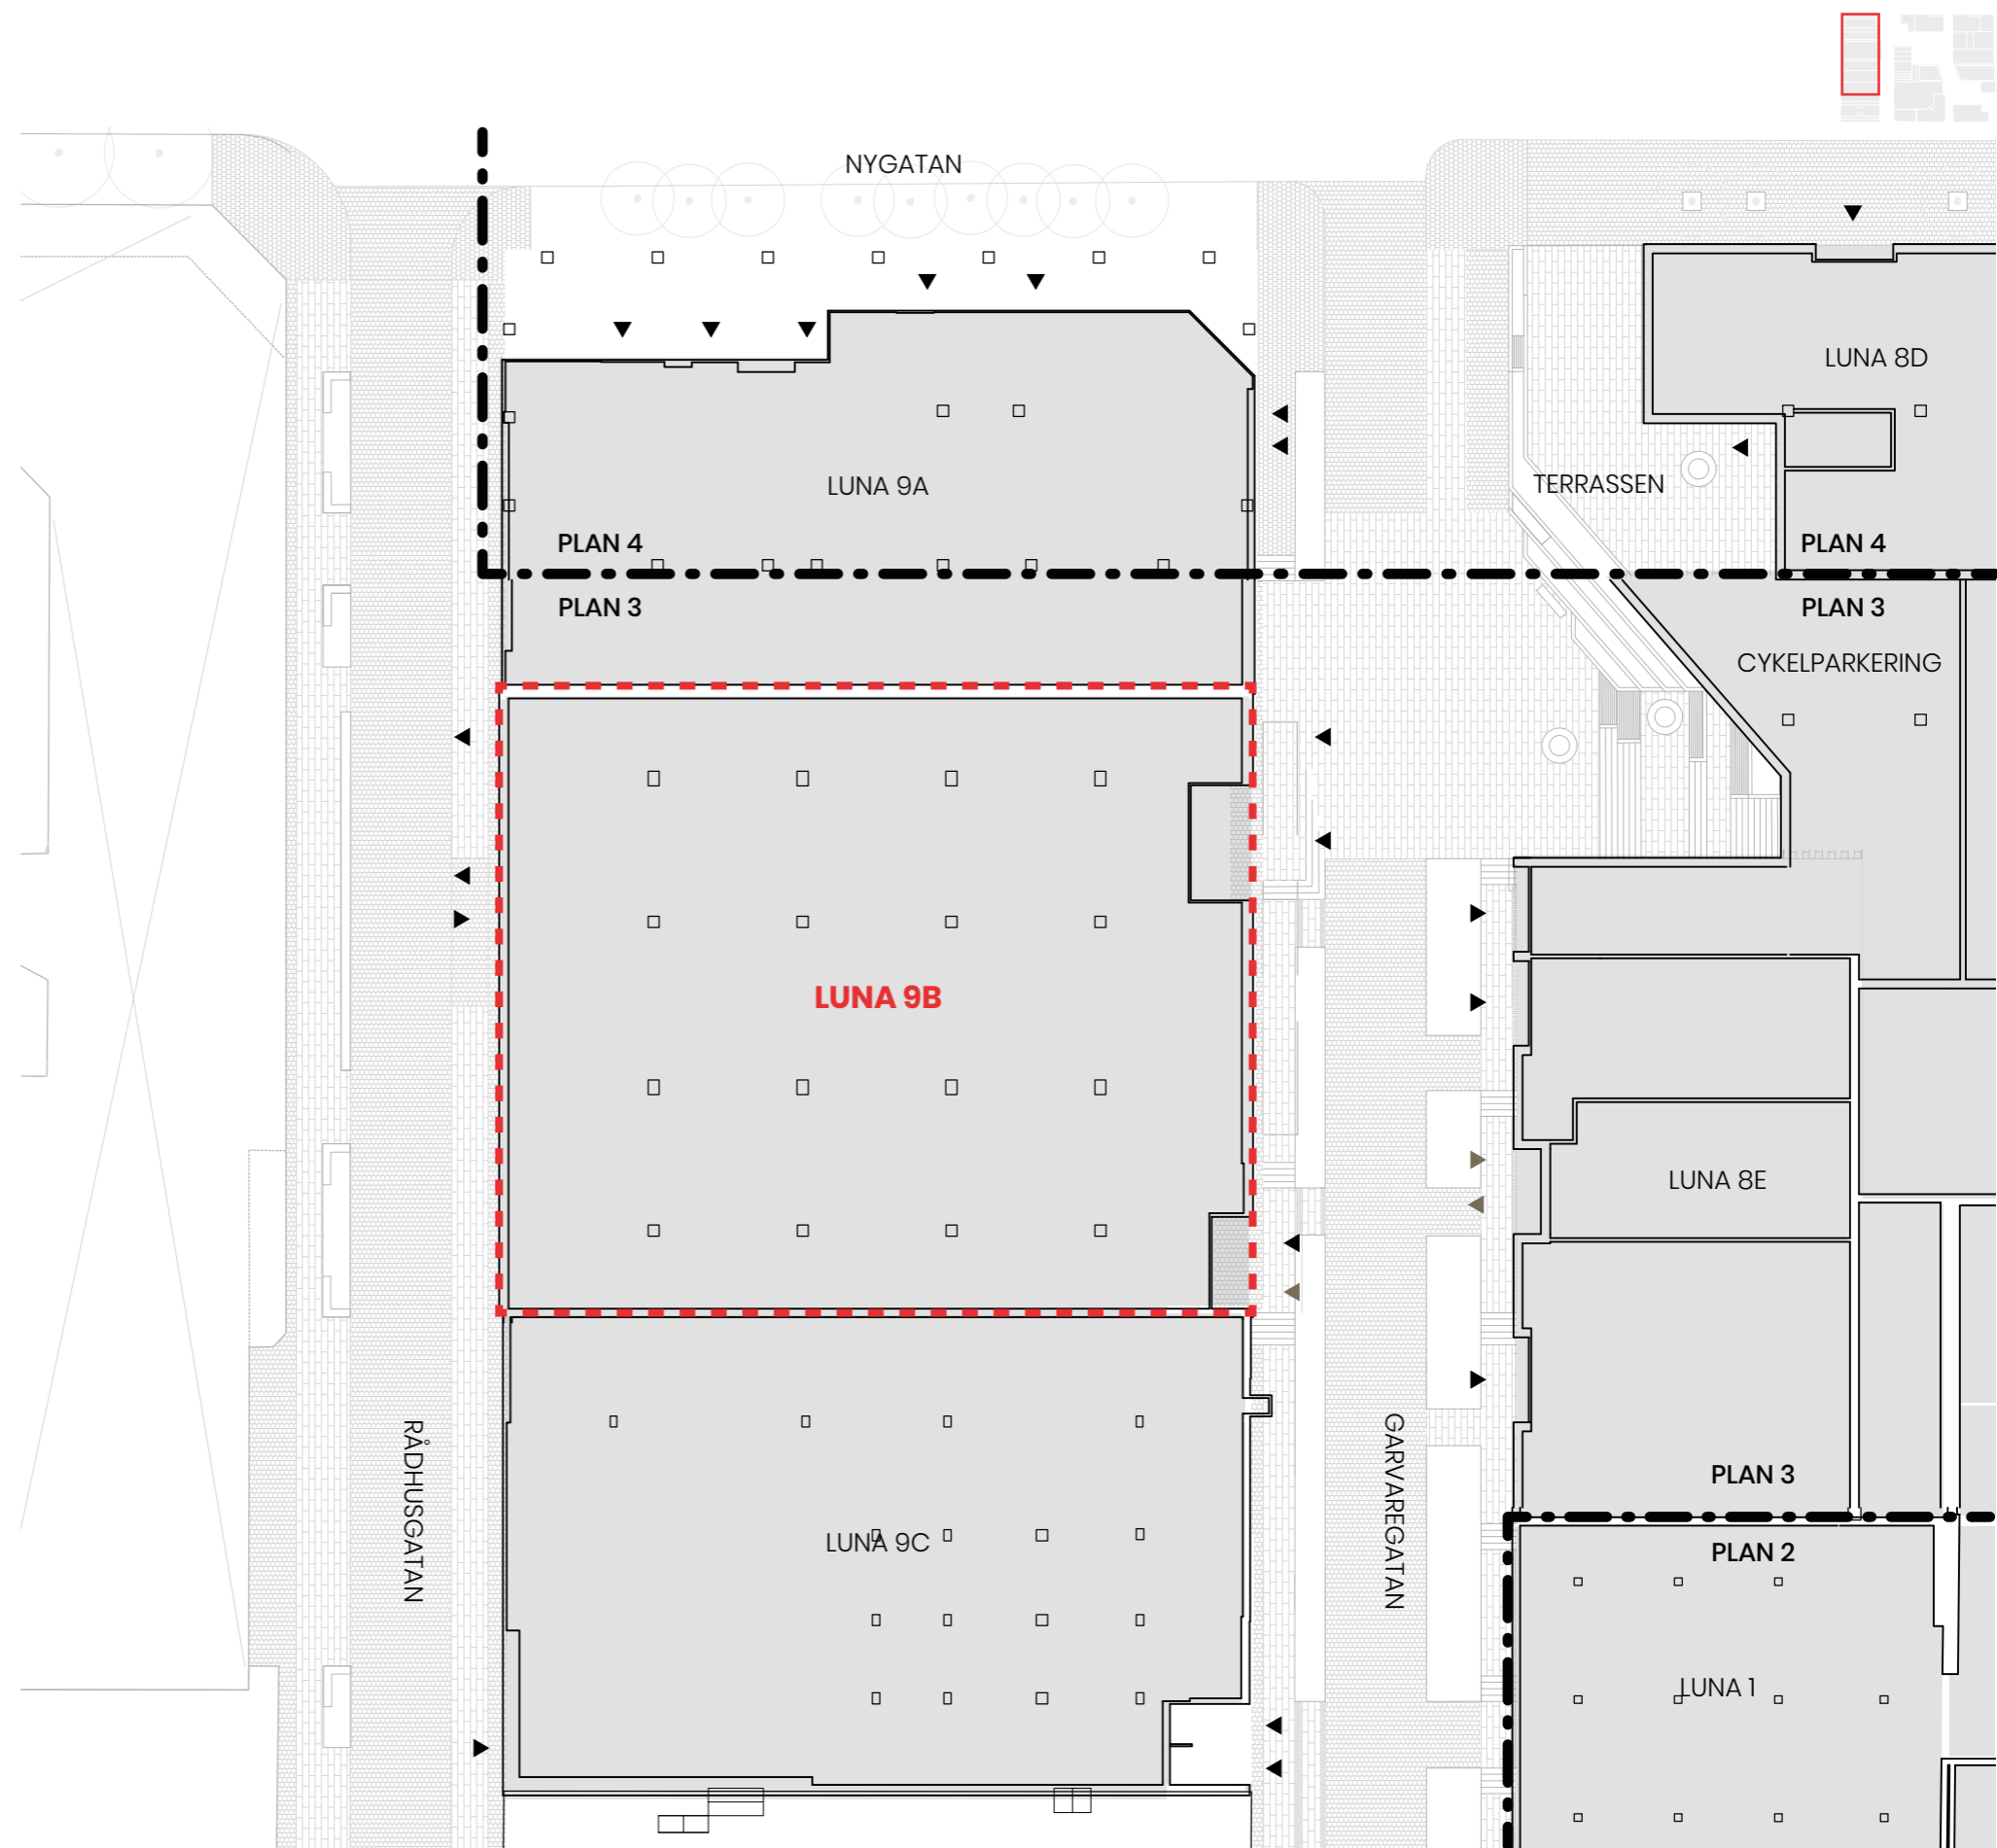 NYGATAN
LUNA 8D
LUNA 9A
TERRASSEN
PLAN 4
PLAN 4
PLAN 3
PLAN 3
CYKELPARKERING
LUNA 9B
LUNA 8E
RÅDHUSGATAN
GARVAREGATAN
PLAN 3
LUNA 9C
PLAN 2
LUNA 1